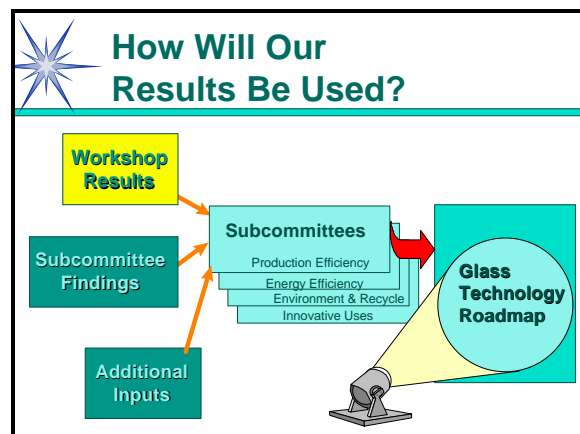 How Will Our
Results Be Used?
Workshop
Results
Subcommittee
Findings
Additional
Inputs
Subcommittees
Production Efficiency
Energy Efficiency
Environment & Recycle
Innovative Uses
Glass
Technology
Roadmap